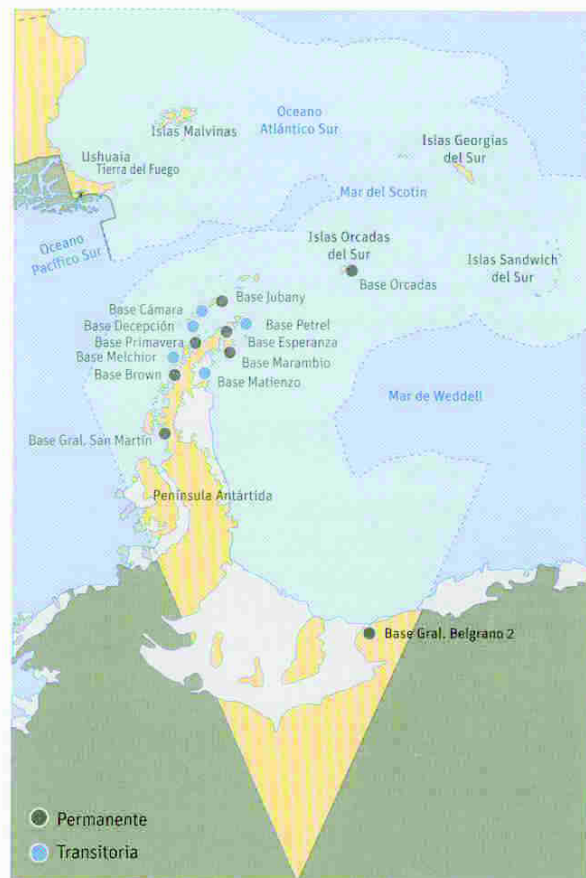 Oceano
Atlántico Sur
Islas Malvinas
Islas Georgias
del Sur
Ushuaia
Tierra del Fuego
Mar del Scotin
Oceano
Pacífico Sur
Islas Orcadas
del Sur
Islas Sandwich
del Sur
Base Orcadas
Base Jubany
Base Cámara
Base Decepción
Base Petrel
Base Primavera
Base Esperanza
Base Melchior
Base Marambio
Base Brown
Base Matienzo
Mar de Weddell
Base Gral. San Martín
Península Antártida
Base Gral. Belgrano 2
Permanente
Transitoria